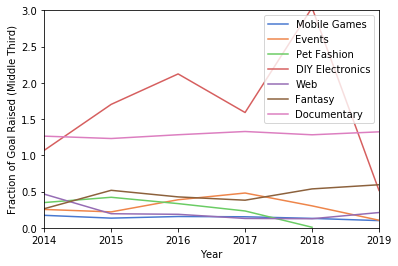 Fraction of Goal Raised (Middle Third)
3.0
2.5
2.0
1.5
1.0
0.5
0.0
Mobile Games
Events
Pet Fashion
DIY Electronics
Web
Fantasy
Documentary
2014 2015 2016 2017 2018 2019
Year